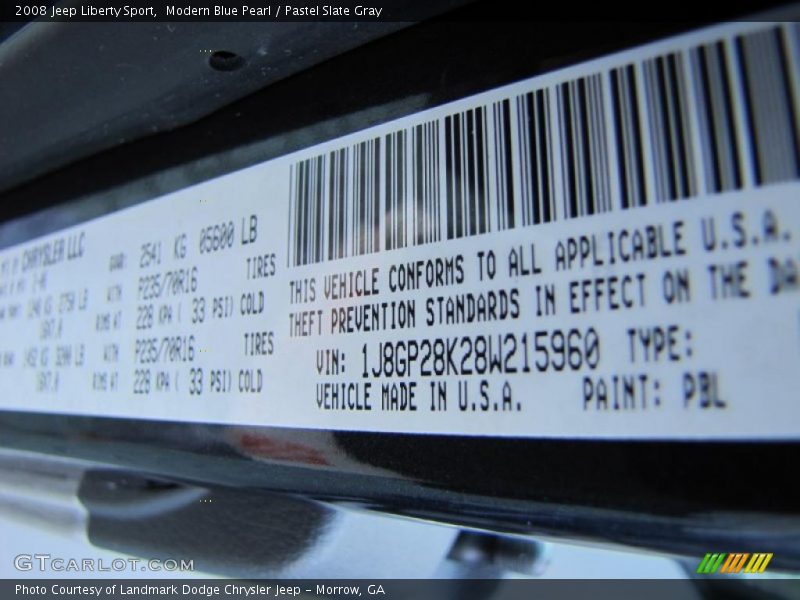 2008 Jeep Liberty Sport, Modern Blue Pearl / Pastel Slate Gray
CHRYSLER LLC
2541 KG 05600 LB
P235/70R16 TIRES
228 KPA ( 33 PSI) COLD
P235/70R16 TIRES
228 KPA ( 33 PSI) COLD
THIS VEHICLE CONFORMS TO ALL APPLICABLE U.S.A.
THEFT PREVENTION STANDARDS IN EFFECT ON THE DA
VIN: 1J8GP28K28W215960 TYPE:
VEHICLE MADE IN U.S.A. PAINT: PBL
GTCARLOT.COM
Photo Courtesy of Landmark Dodge Chrysler Jeep - Morrow, GA